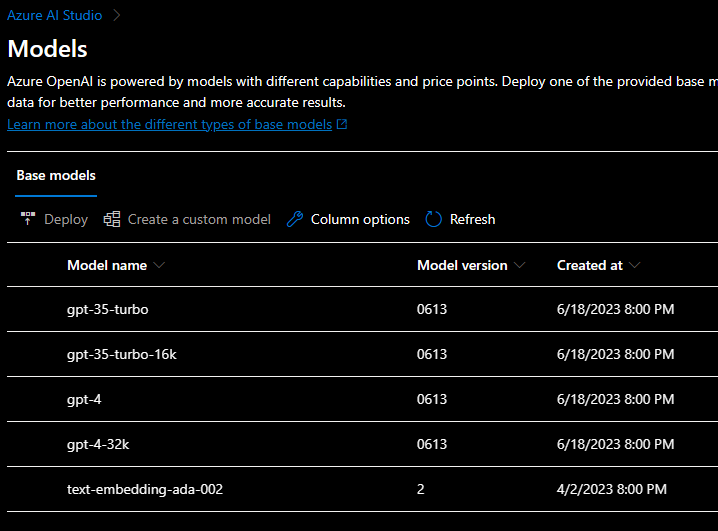 Azure AI Studio
Models
Azure OpenAI is powered by models with different capabilities and price points. Deploy one of the provided base m
data for better performance and more accurate results.
Learn more about the different types of base models
Base models
Deploy Create a custom model Column options Refresh
Model name Model version Created at
gpt-35-turbo 0613 6/18/2023 8:00 PM
gpt-35-turbo-16k 0613 6/18/2023 8:00 PM
gpt-4 0613 6/18/2023 8:00 PM
gpt-4-32k 0613 6/18/2023 8:00 PM
text-embedding-ada-002 2 4/2/2023 8:00 PM